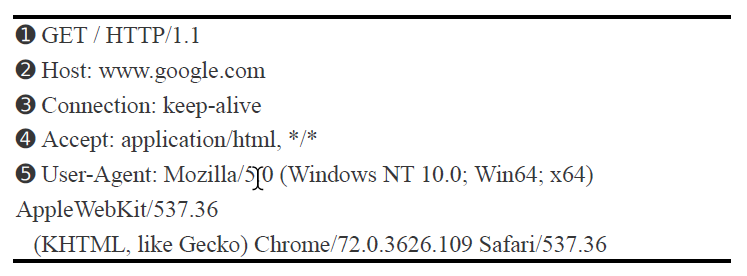 ❶ GET / HTTP/1.1
❷ Host: www.google.com
❸ Connection: keep-alive
❹ Accept: application/html, */*
❺ User-Agent: Mozilla/5.0 (Windows NT 10.0; Win64; x64)
AppleWebKit/537.36
(KHTML, like Gecko) Chrome/72.0.3626.109 Safari/537.36